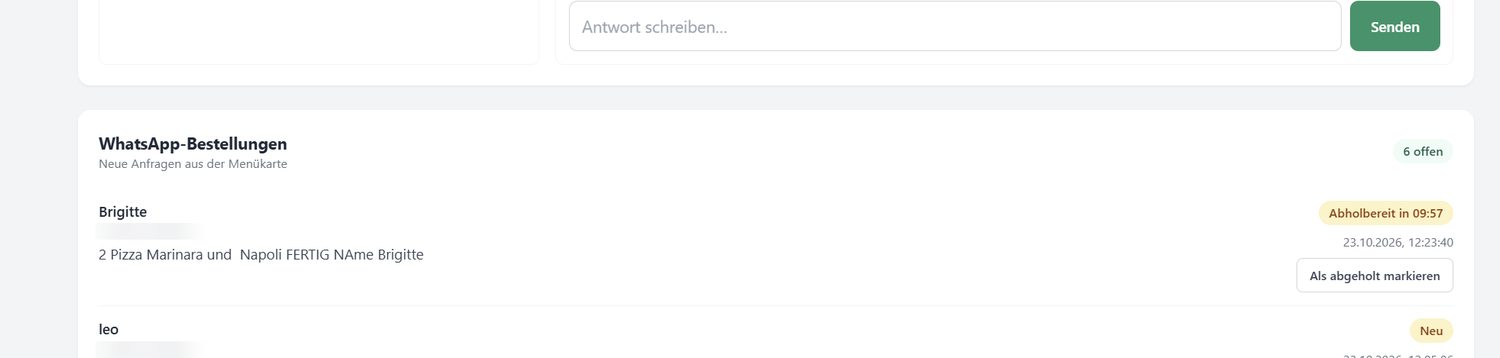 Antwort schreiben...
Senden
WhatsApp-Bestellungen
Neue Anfragen aus der Menükarte
6 offen
Brigitte
Abholbereit in 09:57
23.10.2026, 12:23:40
2 Pizza Marinara und  Napoli FERTIG NAme Brigitte
Als abgeholt markieren
leo
Neu